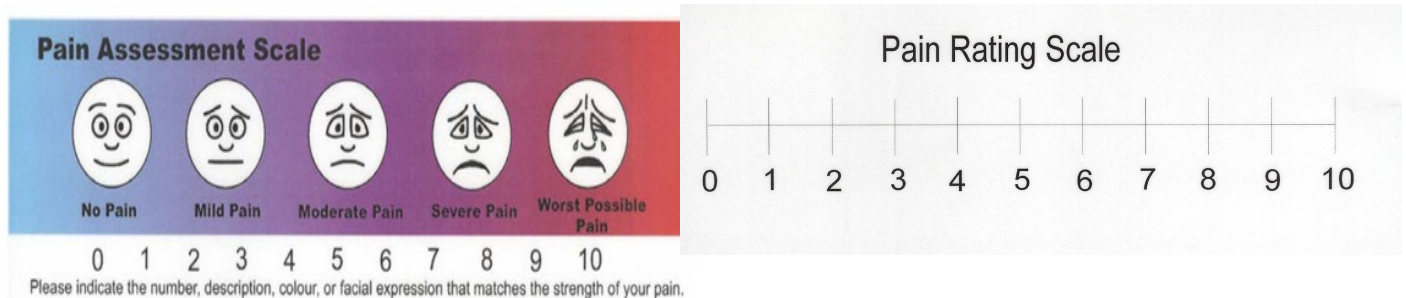 Pain Assessment Scale
No Pain
Mild Pain
Moderate Pain
Severe Pain
Worst Possible
Pain
0 1 2 3 4 5 6 7 8 9 10
Please indicate the number, description, colour, or facial expression that matches the strength of your pain.
Pain Rating Scale
0 1 2 3 4 5 6 7 8 9 10